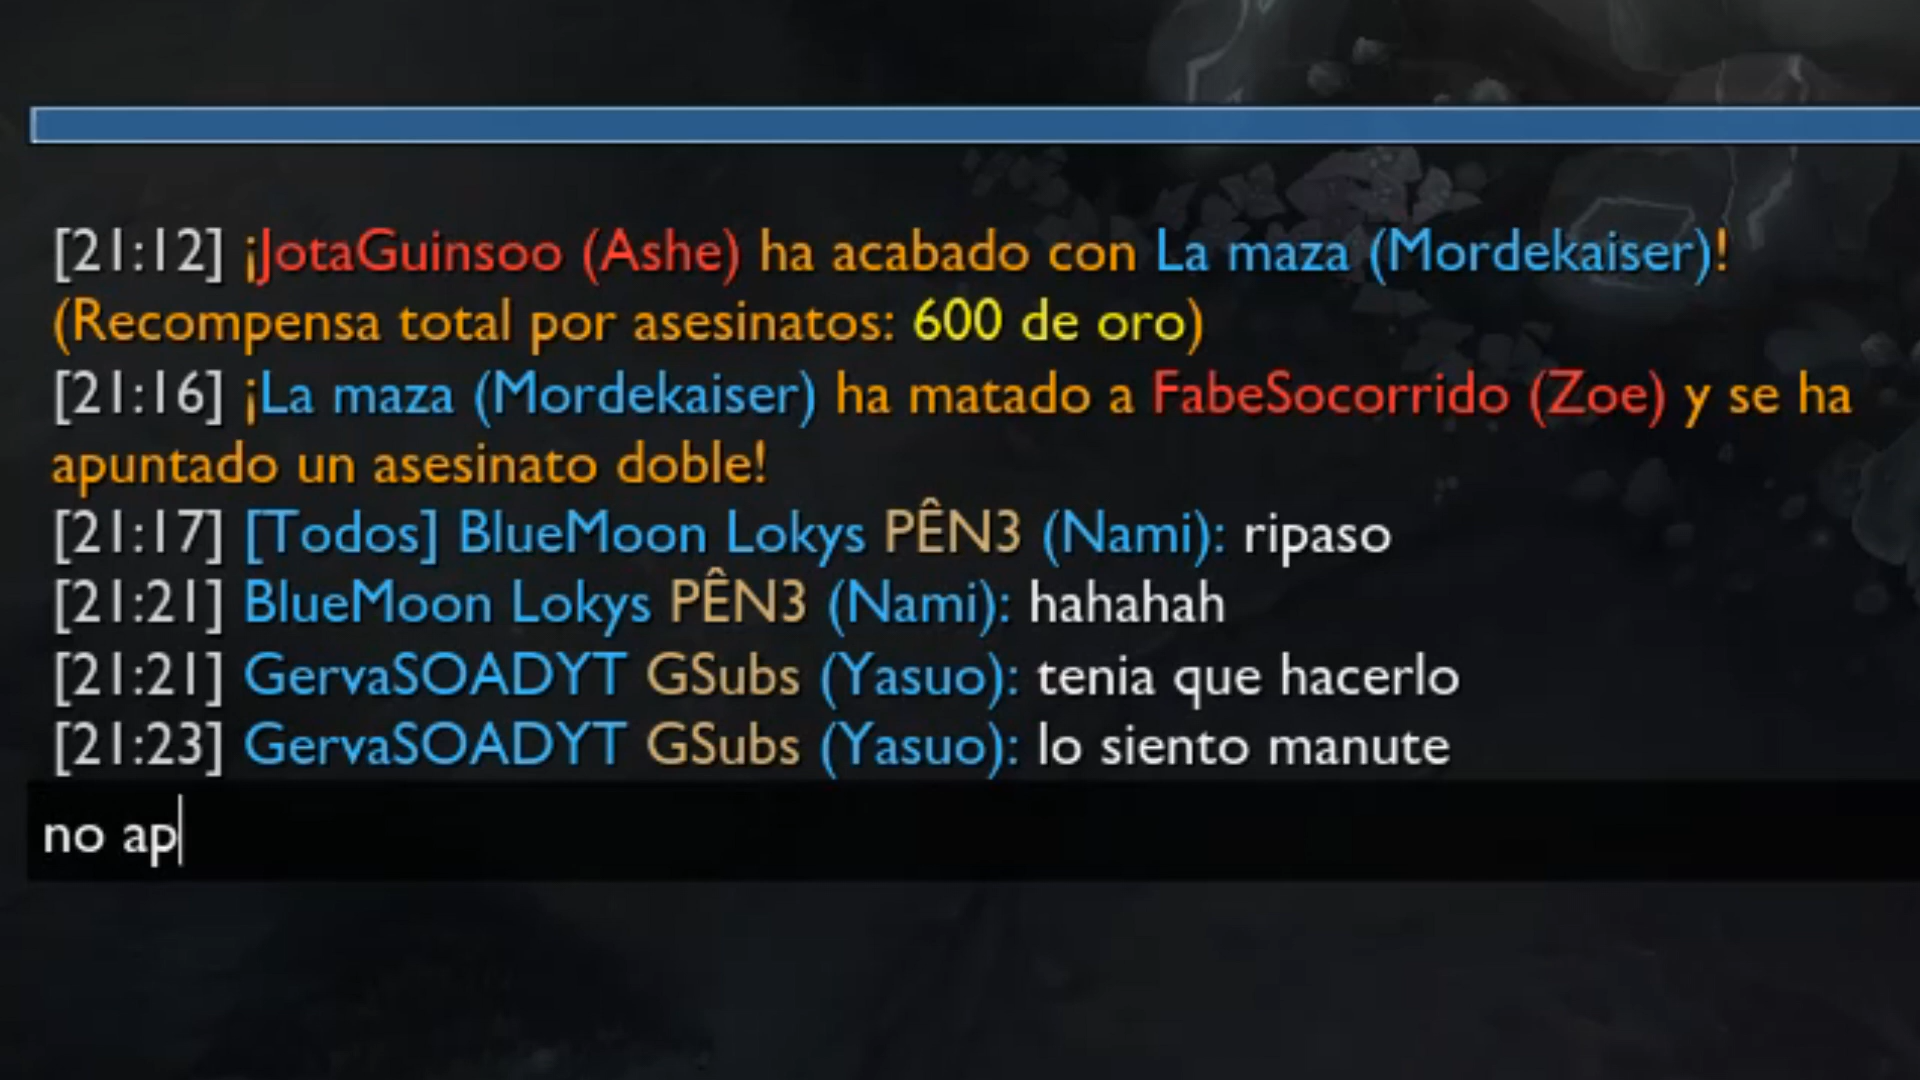 [21:12] ¡JotaGuinsoo (Ashe) ha acabado con La maza (Mordekaiser)!
(Recompensa total por asesinatos: 600 de oro)
[21:16] ¡La maza (Mordekaiser) ha matado a FabeSocorrido (Zoe) y se ha
apuntado un asesinato doble!
[21:17] [Todos] BlueMoon Lokys PÊN3 (Nami): ripaso
[21:21] BlueMoon Lokys PÊN3 (Nami): hahahah
[21:21] GervaSOADYT GSubs (Yasuo): tenia que hacerlo
[21:23] GervaSOADYT GSubs (Yasuo): lo siento manute
no ap